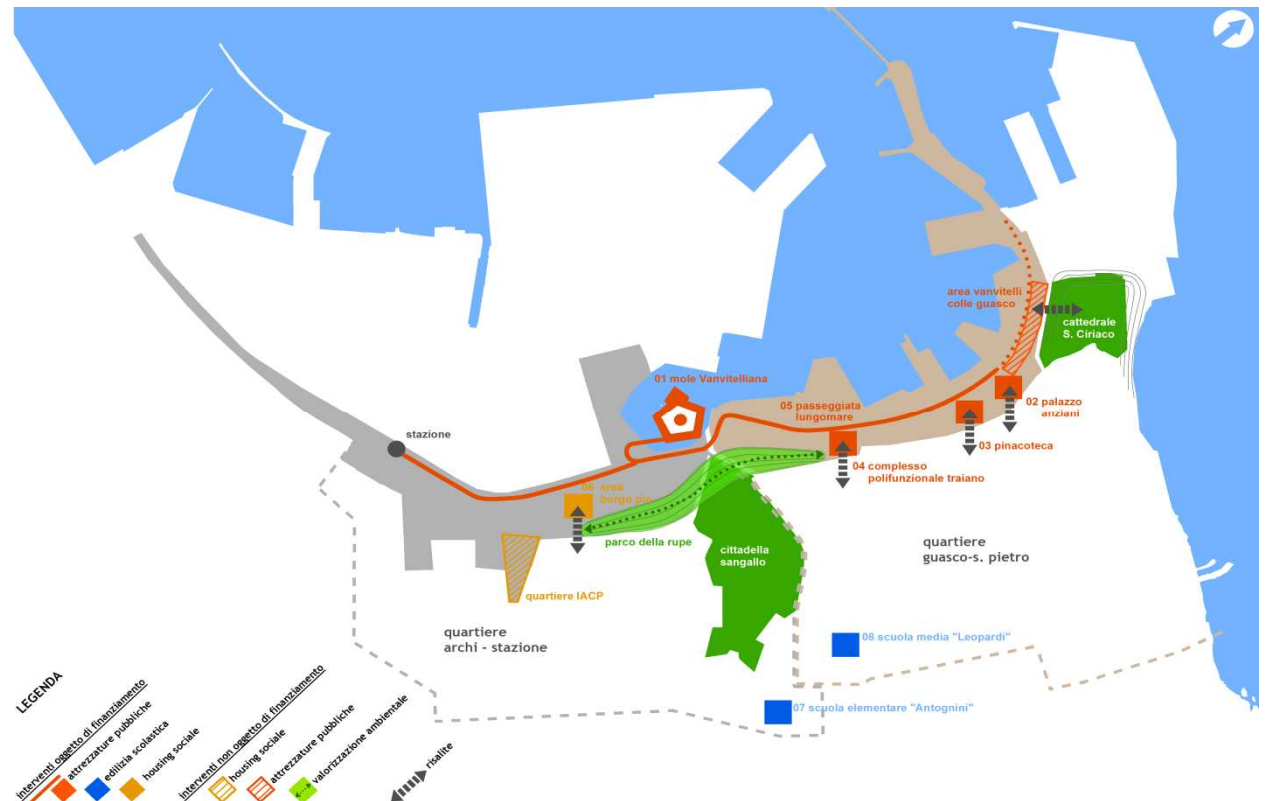 area vanvitelli
colle guasco
cattedrale
S. Ciriaco
01 mole Vanvitelliana
02 palazzo
anziani
05 passeggiata
lungomare
stazione
03 pinacoteca
04 complesso
polifunzionale traiano
06 area
borgo pio
parco della rupe
cittadella
sangallo
quartiere
guasco-s. pietro
quartiere IACP
quartiere
archi - stazione
08 scuola media "Leopardi"
07 scuola elementare "Antognini"
LEGENDA
interventi oggetto di finanziamento
attrezzature pubbliche
edilizia scolastica
housing sociale
interventi non oggetto di finanziamento
housing sociale
attrezzature pubbliche
valorizzazione ambientale
risalite